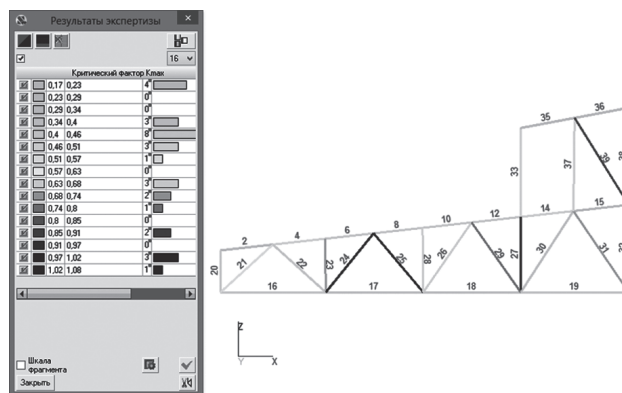 Результаты экспертизы
16
Критический фактор Kmax
0,17 0,23 4"
0,23 0,29 0"
0,29 0,34 0"
0,34 0,4 3"
0,4 0,46 8"
0,46 0,51 3"
0,51 0,57 1"
0,57 0,63 0"
0,63 0,68 3"
0,68 0,74 2"
0,74 0,8 1"
0,8 0,85 0"
0,85 0,91 2"
0,91 0,97 0"
0,97 1,02 3"
1,02 1,08 1"
Шкала
фрагмента
Закрыть
35 36
33 37 39
2 4 6 8 10 12 14 15
20 21 22 23 24 25 28 26 29 27 30 31
16 17 18 19
Z
Y X